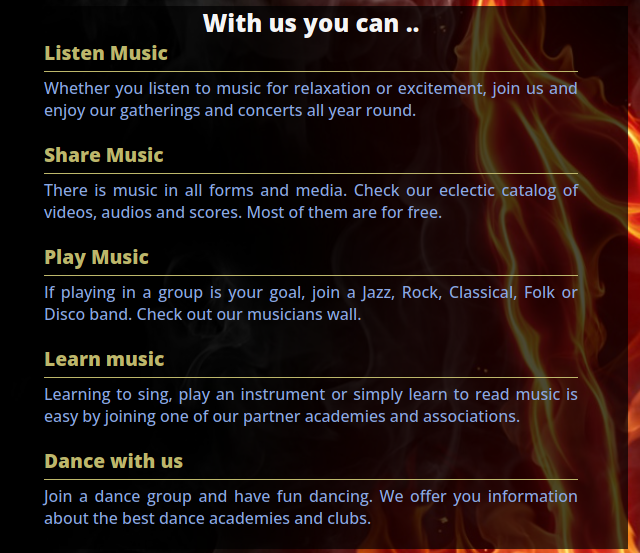 With us you can ..
Listen Music
Whether you listen to music for relaxation or excitement, join us and
enjoy our gatherings and concerts all year round.
Share Music
There is music in all forms and media. Check our eclectic catalog of
videos, audios and scores. Most of them are for free.
Play Music
If playing in a group is your goal, join a Jazz, Rock, Classical, Folk or
Disco band. Check out our musicians wall.
Learn music
Learning to sing, play an instrument or simply learn to read music is
easy by joining one of our partner academies and associations.
Dance with us
Join a dance group and have fun dancing. We offer you information
about the best dance academies and clubs.